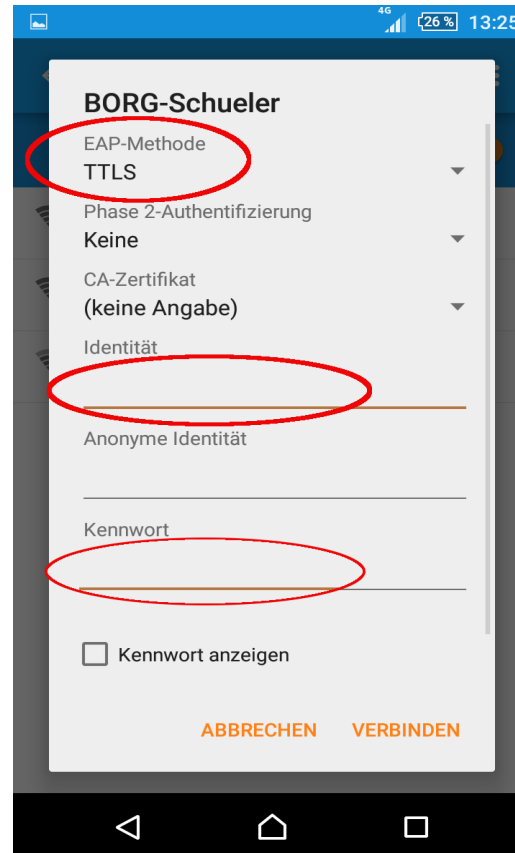 4G
26 %
13:25
BORG-Schueler
EAP-Methode
TTLS
Phase 2-Authentifizierung
Keine
CA-Zertifikat
(keine Angabe)
Identität
Anonyme Identität
Kennwort
Kennwort anzeigen
ABBRECHEN VERBINDEN